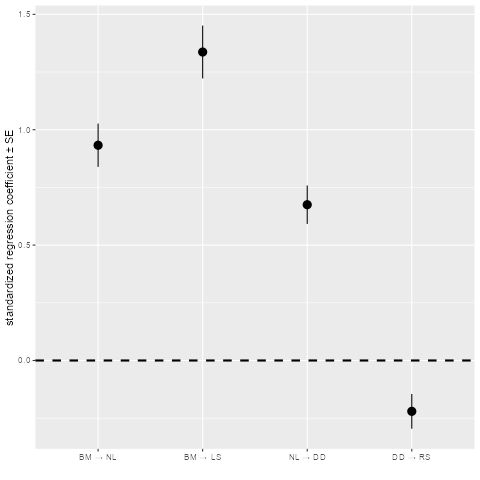 standardized regression coefficient ± SE
1.5
1.0
0.5
0.0
BM → NL
BM → LS
NL → DD
DD → RS